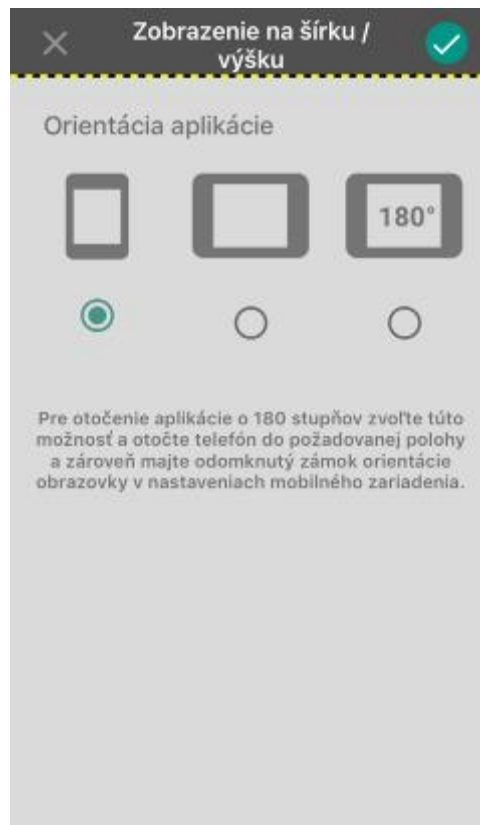 Zobrazenie na šírku /
výšku
Orientácia aplikácie
180°
Pre otočenie aplikácie o 180 stupňov zvoľte túto
možnosť a otočte telefón do požadovanej polohy
a zároveň majte odomknutý zámok orientácie
obrazovky v nastaveniach mobilného zariadenia.